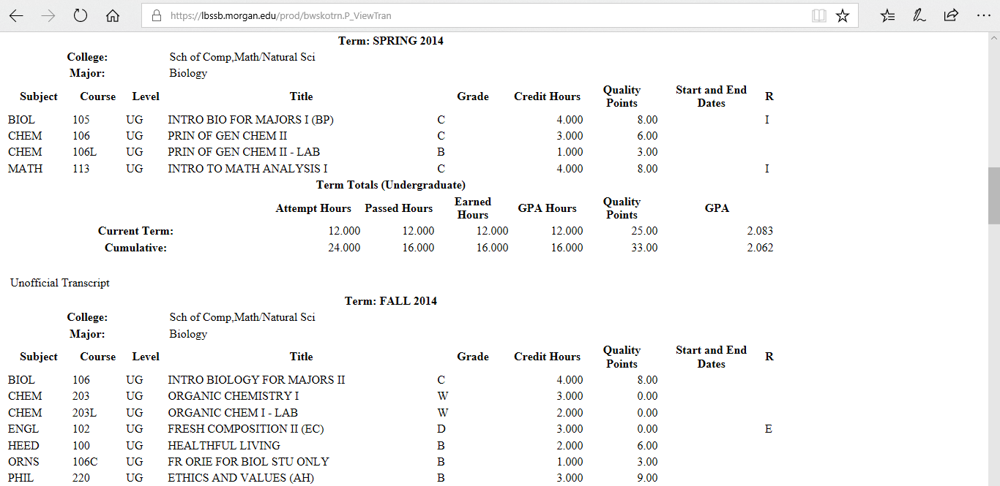 https://lbssb.morgan.edu/prod/bwskotrn.P_ViewTran
Term: SPRING 2014
College: Sch of Comp,Math/Natural Sci
Major: Biology
Subject Course Level Title Grade Credit Hours Quality Points Start and End Dates R
BIOL 105 UG INTRO BIO FOR MAJORS I (BP) C 4.000 8.00 I
CHEM 106 UG PRIN OF GEN CHEM II C 3.000 6.00
CHEM 106L UG PRIN OF GEN CHEM II - LAB B 1.000 3.00
MATH 113 UG INTRO TO MATH ANALYSIS I C 4.000 8.00 I
Term Totals (Undergraduate)
Attempt Hours Passed Hours Earned Hours GPA Hours Quality Points GPA
Current Term: 12.000 12.000 12.000 12.000 25.00 2.083
Cumulative: 24.000 16.000 16.000 16.000 33.00 2.062
Unofficial Transcript
Term: FALL 2014
College: Sch of Comp,Math/Natural Sci
Major: Biology
Subject Course Level Title Grade Credit Hours Quality Points Start and End Dates R
BIOL 106 UG INTRO BIOLOGY FOR MAJORS II C 4.000 8.00
CHEM 203 UG ORGANIC CHEMISTRY I W 3.000 0.00
CHEM 203L UG ORGANIC CHEM I - LAB W 2.000 0.00
ENGL 102 UG FRESH COMPOSITION II (EC) D 3.000 0.00 E
HEED 100 UG HEALTHFUL LIVING B 2.000 6.00
ORNS 106C UG FR ORIE FOR BIOL STU ONLY B 1.000 3.00
PHIL 220 UG ETHICS AND VALUES (AH) B 3.000 9.00